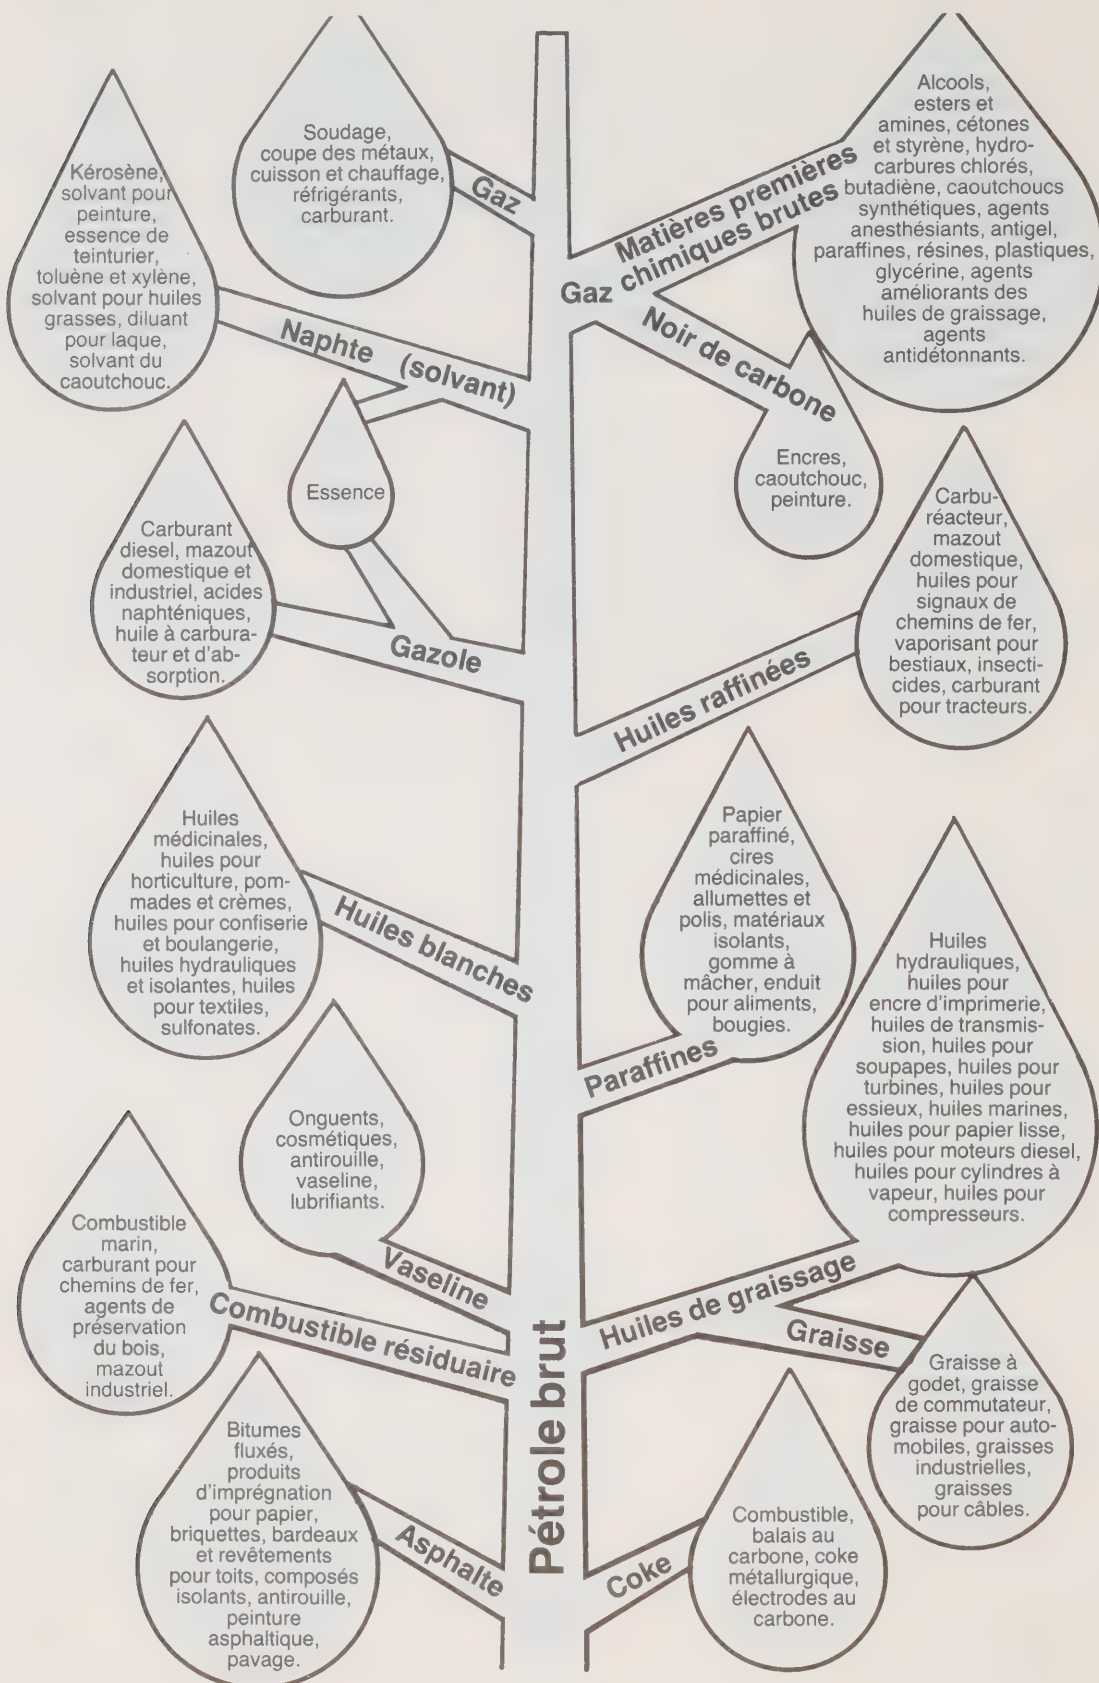 Soudage,
coupe des métaux,
cuisson et chauffage,
réfrigérants,
carburant.
Gaz
Kérosène,
solvant pour
peinture,
essence de
teinturier,
toluène et xylène,
solvant pour huiles
grasses, diluant
pour laque,
solvant du
caoutchouc.
Naphte (solvant)
Essence
Carburant
diesel, mazout
domestique et
industriel, acides
naphténiques,
huile à carbura-
teur et d'ab-
sorption.
Gazole
Huiles
médicinales,
huiles pour
horticulture, pom-
mades et crèmes,
huiles pour confiserie
et boulangerie,
huiles hydrauliques
et isolantes, huiles
pour textiles,
sulfonates.
Huiles blanches
Onguents,
cosmétiques,
antirouille,
vaseline,
lubrifiants.
Vaseline
Combustible
marin,
carburant pour
chemins de fer,
agents de
préservation
du bois,
mazout
industriel.
Combustible résiduaire
Bitumes
fluxés,
produits
d'imprégnation
pour papier,
briquettes, bardeaux
et revêtements
pour toits, composés
isolants, antirouille,
peinture
asphaltique,
pavage.
Asphalte
Pétrole brut
Alcools,
esters et
amines, cétones
et styrène, hydro-
carbures chlorés,
butadiène, caoutchoucs
synthétiques, agents
anesthésiants, antigel,
paraffines, résines, plastiques,
glycérine, agents
améliorants des
huiles de graissage,
agents
antidétonnants.
Matières premières
chimiques brutes
Gaz
Noir de carbone
Encres,
caoutchouc,
peinture.
Carbu-
réacteur,
mazout
domestique,
huiles pour
signaux de
chemins de fer,
vaporisant pour
bestiaux, insecti-
cides, carburant
pour tracteurs.
Huiles raffinées
Papier
paraffiné,
cires
médicinales,
allumettes et
polis, matériaux
isolants,
gomme à
mâcher, enduit
pour aliments,
bougies.
Paraffines
Huiles
hydrauliques,
huiles pour
encre d'imprimerie,
huiles de transmis-
sion, huiles pour
soupapes, huiles pour
turbines, huiles pour
essieux, huiles marines,
huiles pour papier lisse,
huiles pour moteurs diesel,
huiles pour cylindres à
vapeur, huiles pour
compresseurs.
Huiles de graissage
Graisse
Graisse à
godet, graisse
de commutateur,
graisse pour auto-
mobiles, graisses
industrielles,
graisses
pour câbles.
Combustible,
balais au
carbone, coke
métallurgique,
électrodes au
carbone.
Coke